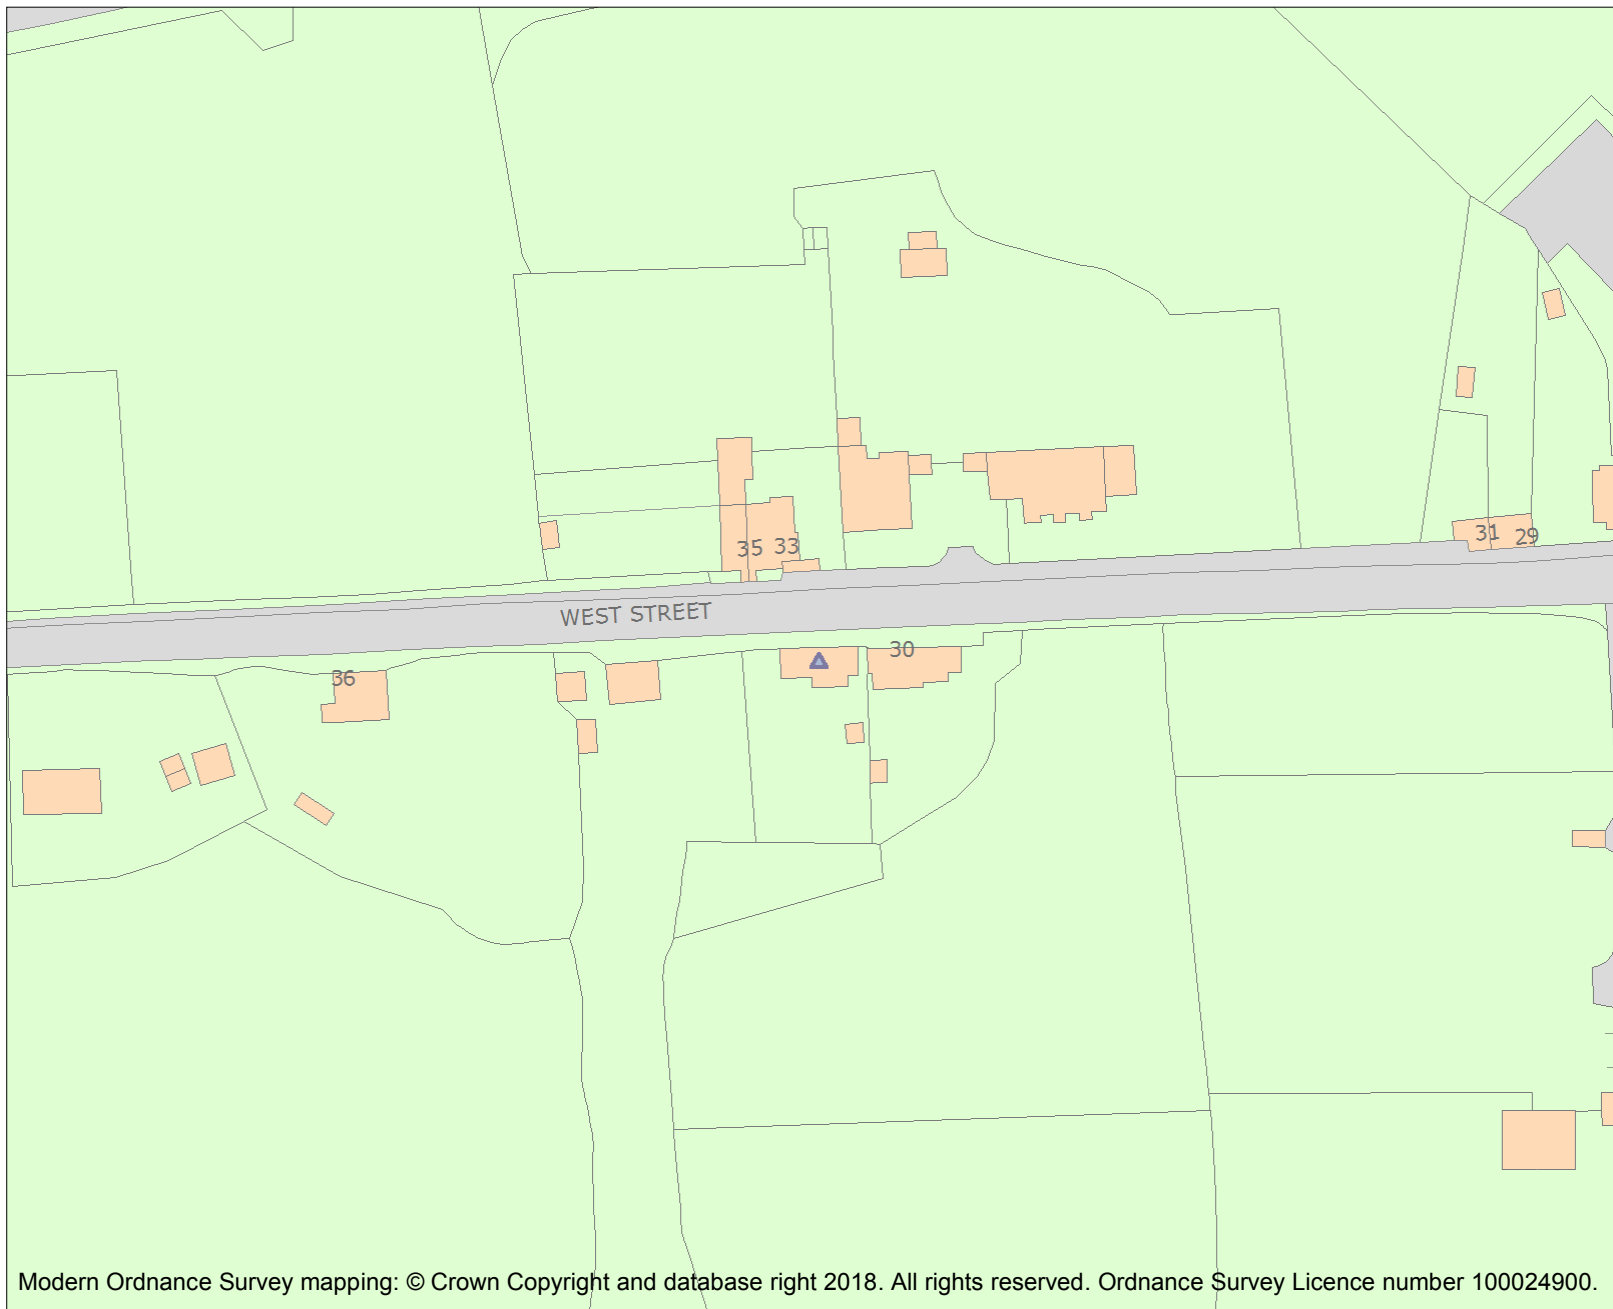 35 33
31 29
WEST STREET
30
36
Modern Ordnance Survey mapping: © Crown Copyright and database right 2018. All rights reserved. Ordnance Survey Licence number 100024900.